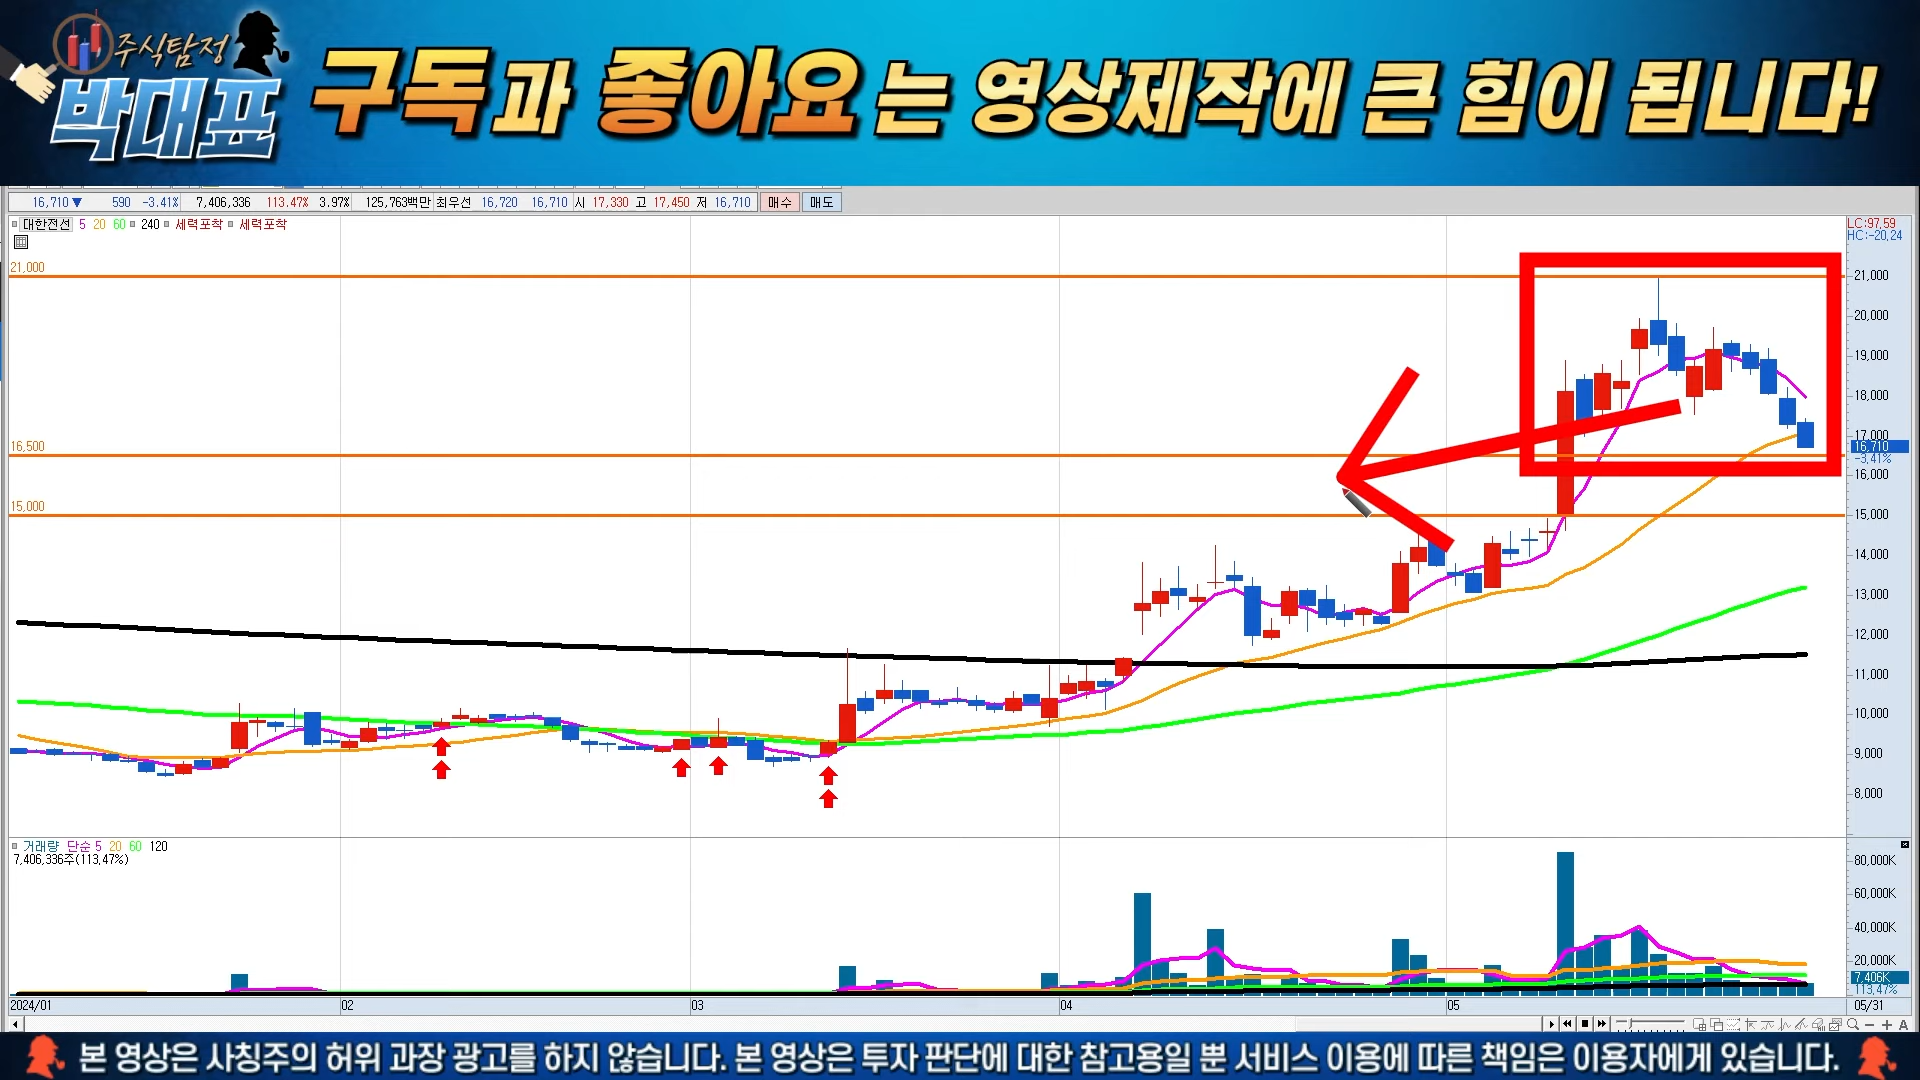 주식탐정
박대표
구독과 좋아요는 영상제작에 큰 힘이 됩니다!
16,710▼ 590 -3.41% 7,406,336 113.47% 3.97% 125,763백만 최우선 16,720 16,710 시 17,330 고 17,450 저 16,710 매수 매도
대한전선 5 20 60 240 세력포착 세력포착
LC:97.59
HC:-20.24
21,000
21,000
20,000
19,000
18,000
17,000
16,500
16,710
-3.41%
16,000
15,000
15,000
14,000
13,000
12,000
11,000
10,000
9,000
8,000
거래량 단순 5 20 60 120
7,406,336주(113.47%)
80,000K
60,000K
40,000K
20,000K
7,406K
113.47%
2024/01 02 03 04 05 05/31
A
본 영상은 사칭주의 허위 과장 광고를 하지 않습니다. 본 영상은 투자 판단에 대한 참고용일 뿐 서비스 이용에 따른 책임은 이용자에게 있습니다.